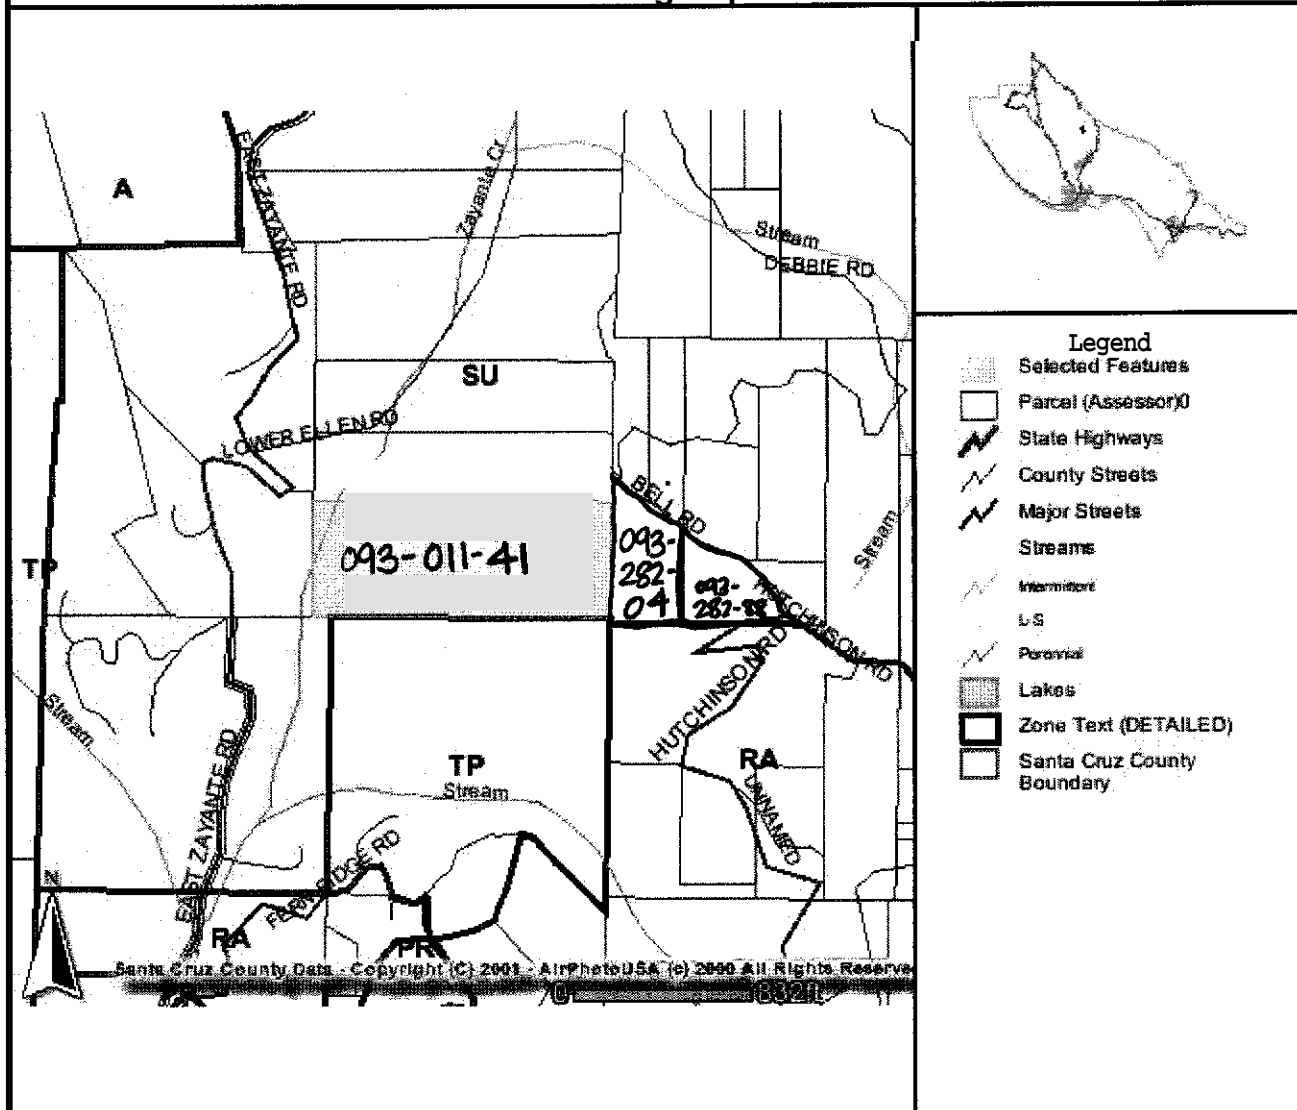 A
EAST ZAYANTE RD
Zayante Cr
Stream
DEBBIE RD
SU
LOWER ELLEN RD
BELL RD
Stream
093-011-41
093-
282-
04
093-
282-88
HUTCHINSON RD
TP
HUTCHINSON RD
Stream
TP
Stream
RA
UNNAMED
EAST ZAYANTE RD
FERN RIDGE RD
N
RA
PR
Santa Cruz County Data - Copyright (C) 2001 - AirPhotoUSA (c) 2000 All Rights Reserve
0 832ft
Legend
Selected Features
Parcel (Assessor)0
State Highways
County Streets
Major Streets
Streams
Intermittent
L-S
Perennial
Lakes
Zone Text (DETAILED)
Santa Cruz County
Boundary